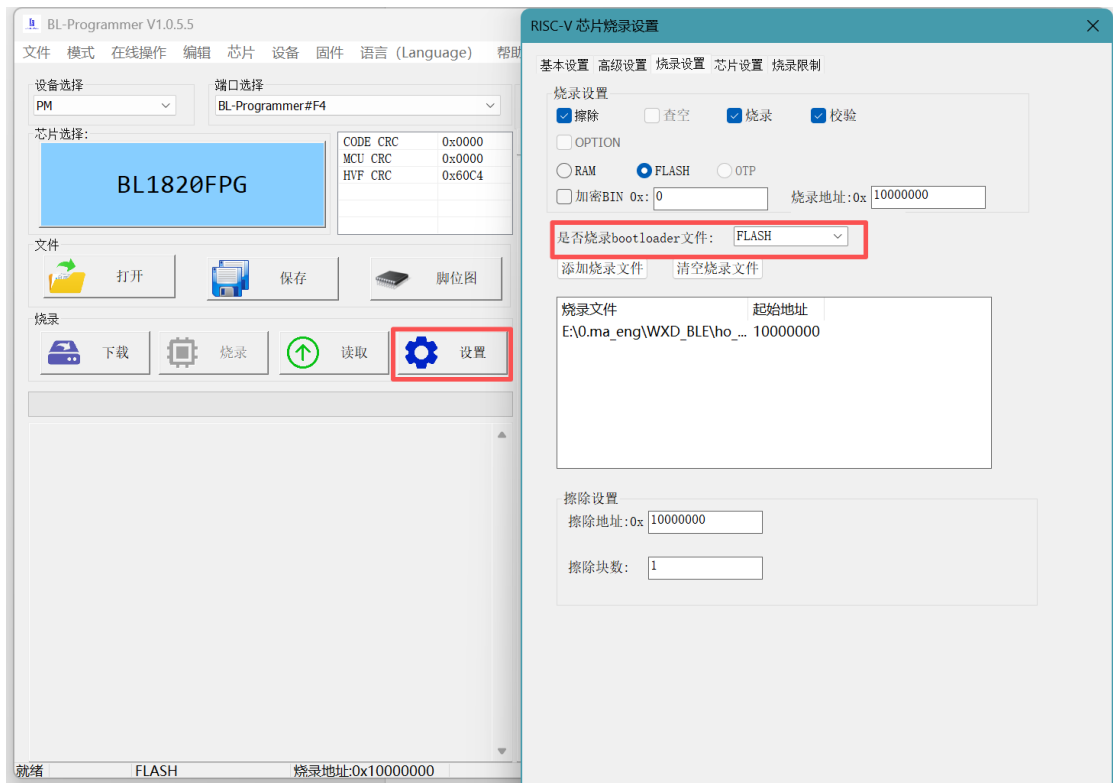 BL-Programmer V1.0.5.5
文件 模式 在线操作 编辑 芯片 设备 固件 语言（Language） 帮助
设备选择
PM
端口选择
BL-Programmer#F4
芯片选择:
BL1820FPG
CODE CRC 0x0000
MCU CRC 0x0000
HVF CRC 0x60C4
文件
打开 保存 脚位图
烧录
下载 烧录 读取 设置
就绪 FLASH 烧录地址:0x10000000
RISC-V 芯片烧录设置
基本设置 高级设置 烧录设置 芯片设置 烧录限制
烧录设置
擦除 查空 烧录 校验
OPTION
RAM FLASH OTP
加密BIN 0x: 0 烧录地址:0x 10000000
是否烧录bootloader文件: FLASH
添加烧录文件 清空烧录文件
烧录文件 起始地址
E:\0.ma_eng\WXD_BLE\ho_... 10000000
擦除设置
擦除地址:0x 10000000
擦除块数: 1